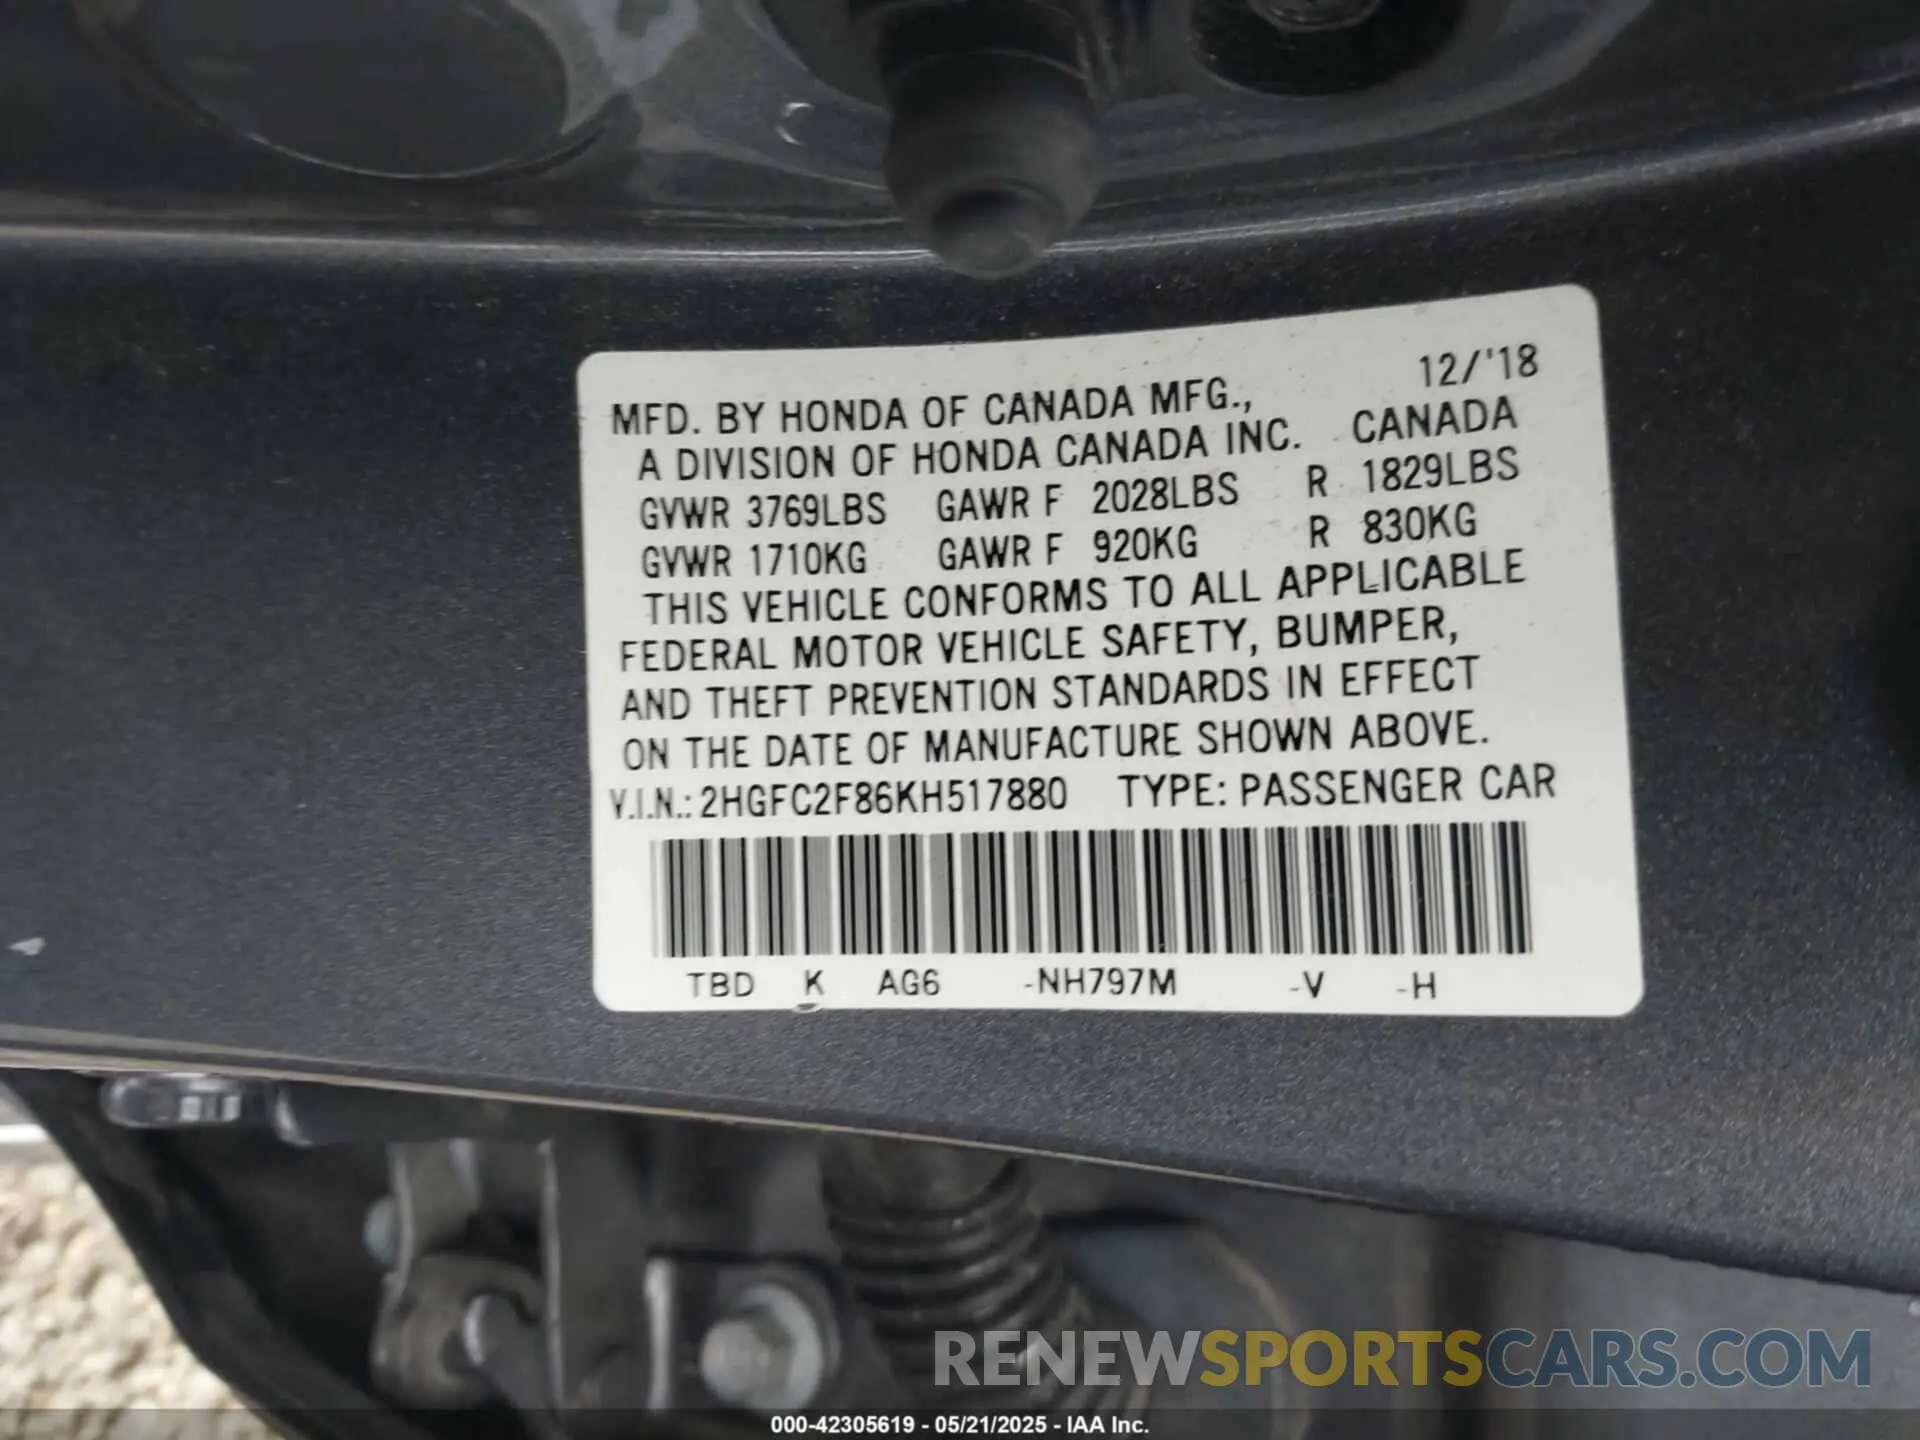 12/'18
MFD. BY HONDA OF CANADA MFG.,
A DIVISION OF HONDA CANADA INC. CANADA
GVWR 3769LBS GAWR F 2028LBS R 1829LBS
GVWR 1710KG GAWR F 920KG R 830KG
THIS VEHICLE CONFORMS TO ALL APPLICABLE
FEDERAL MOTOR VEHICLE SAFETY, BUMPER,
AND THEFT PREVENTION STANDARDS IN EFFECT
ON THE DATE OF MANUFACTURE SHOWN ABOVE.
V.I.N.: 2HGFC2F86KH517880 TYPE: PASSENGER CAR
TBD K AG6 -NH797M -V -H
RENEWSPORTSCARS.COM
000-42305619 - 05/21/2025 - IAA Inc.